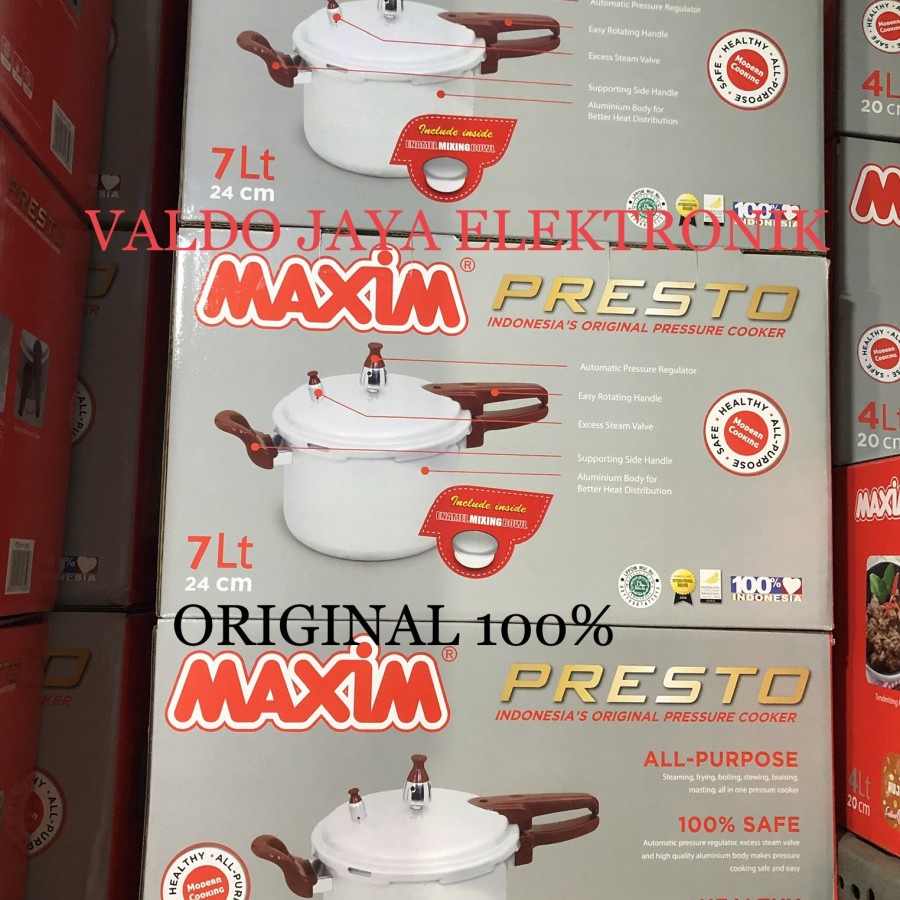 Automatic Pressure Regulator
Easy Rotating Handle
Excess Steam Valve
Supporting Side Handle
Aluminium Body for
Better Heat Distribution
HEALTHY • ALL-PURPOSE • SAFE •
Modern
Cooking
Include inside
ENAMEL MIXING BOWL
7Lt
24 cm
100%
INDONESIA
VALDO JAYA ELEKTRONIK
MAXIM ®
PRESTO
INDONESIA'S ORIGINAL PRESSURE COOKER
Automatic Pressure Regulator
Easy Rotating Handle
Excess Steam Valve
Supporting Side Handle
Aluminium Body for
Better Heat Distribution
HEALTHY • ALL-PURPOSE • SAFE •
Modern
Cooking
Include inside
ENAMEL MIXING BOWL
7Lt
24 cm
100%
INDONESIA
ORIGINAL 100%
MAXIM ®
PRESTO
INDONESIA'S ORIGINAL PRESSURE COOKER
ALL-PURPOSE
Steaming, frying, boiling, stewing, braising,
roasting, all in one pressure cooker
100% SAFE
Automatic pressure regulator, excess steam valve
and high quality aluminium body makes pressure
cooking safe and easy
HEALTHY • ALL-PUR
Modern
Cooking
4L
20 c
4Lt
20 cm
MAXI
4Lt
20 cm